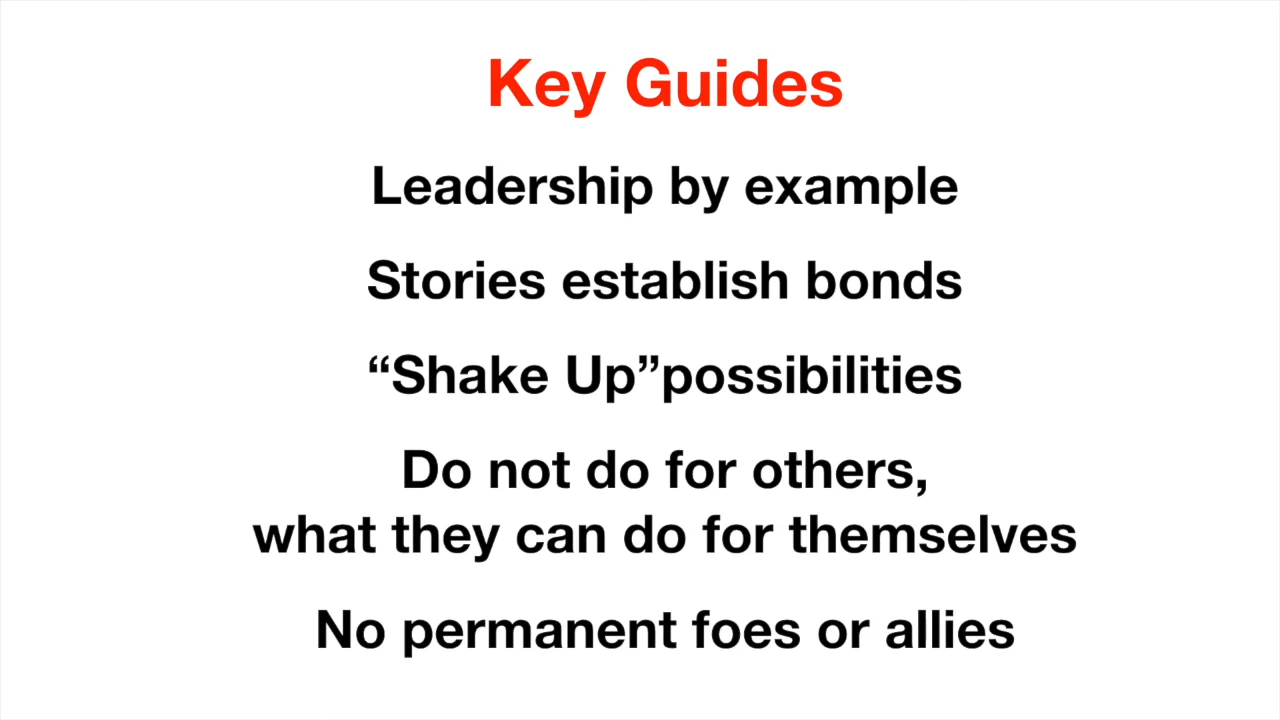 Key Guides
Leadership by example
Stories establish bonds
“Shake Up”possibilities
Do not do for others,
what they can do for themselves
No permanent foes or allies